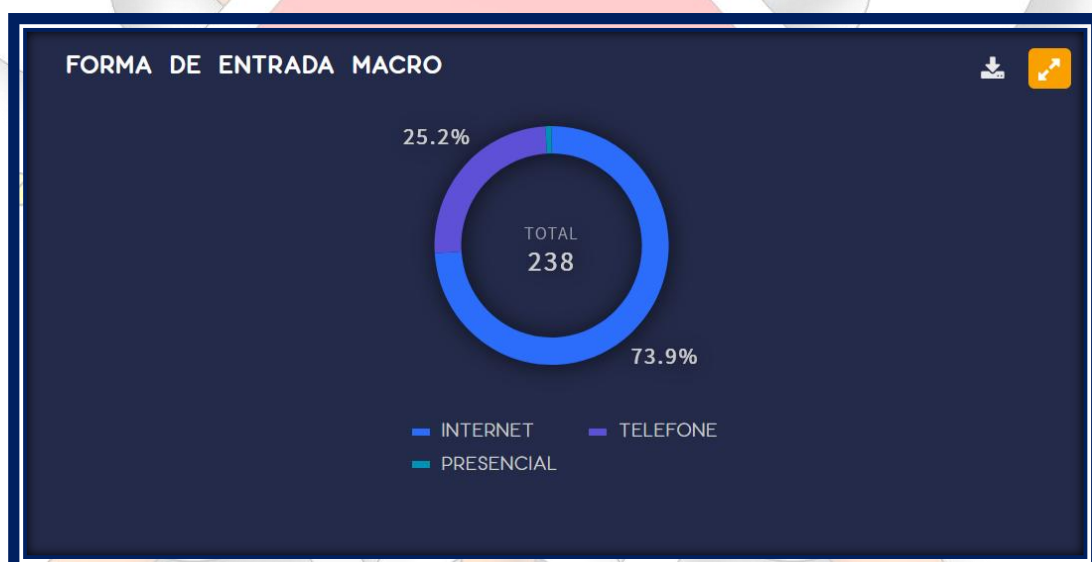 FORMA DE ENTRADA MACRO
25.2%
TOTAL
238
73.9%
INTERNET TELEFONE
PRESENCIAL